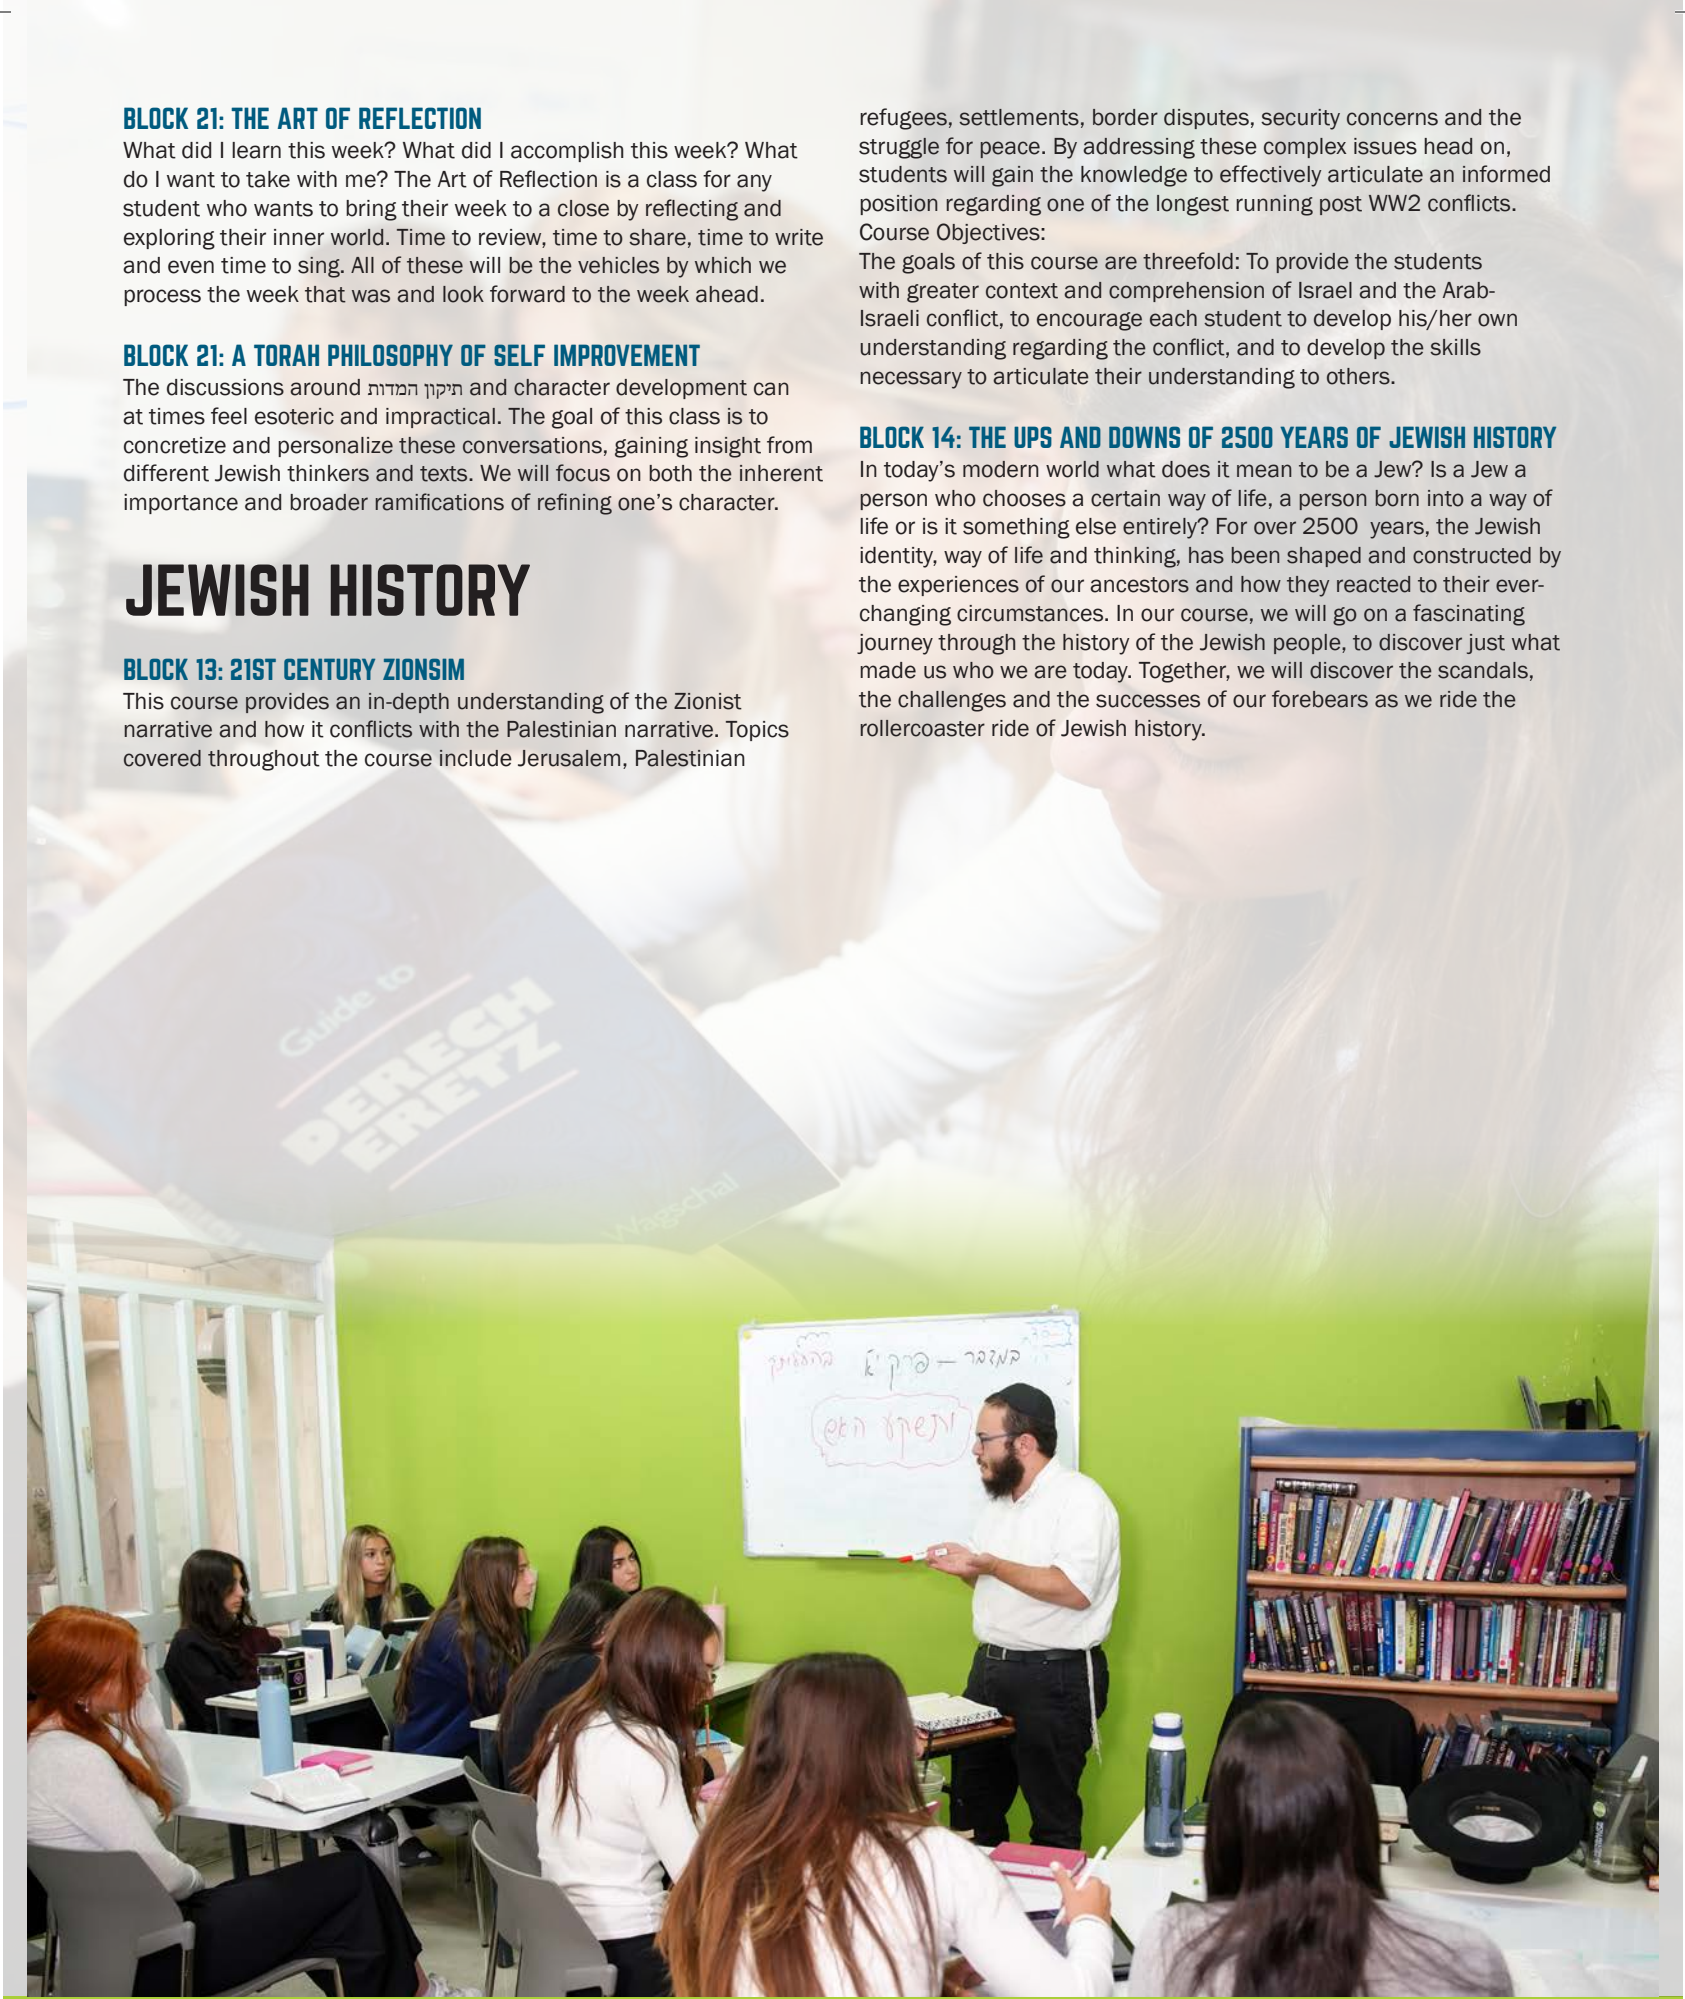 BLOCK 21: THE ART OF REFLECTION
What did I learn this week? What did I accomplish this week? What
do I want to take with me? The Art of Reflection is a class for any
student who wants to bring their week to a close by reflecting and
exploring their inner world. Time to review, time to share, time to write
and even time to sing. All of these will be the vehicles by which we
process the week that was and look forward to the week ahead.
BLOCK 21: A TORAH PHILOSOPHY OF SELF IMPROVEMENT
The discussions around תיקון המדות and character development can
at times feel esoteric and impractical. The goal of this class is to
concretize and personalize these conversations, gaining insight from
different Jewish thinkers and texts. We will focus on both the inherent
importance and broader ramifications of refining one's character.
JEWISH HISTORY
BLOCK 13: 21ST CENTURY ZIONSIM
This course provides an in-depth understanding of the Zionist
narrative and how it conflicts with the Palestinian narrative. Topics
covered throughout the course include Jerusalem, Palestinian
refugees, settlements, border disputes, security concerns and the
struggle for peace. By addressing these complex issues head on,
students will gain the knowledge to effectively articulate an informed
position regarding one of the longest running post WW2 conflicts.
Course Objectives:
The goals of this course are threefold: To provide the students
with greater context and comprehension of Israel and the Arab-
Israeli conflict, to encourage each student to develop his/her own
understanding regarding the conflict, and to develop the skills
necessary to articulate their understanding to others.
BLOCK 14: THE UPS AND DOWNS OF 2500 YEARS OF JEWISH HISTORY
In today's modern world what does it mean to be a Jew? Is a Jew a
person who chooses a certain way of life, a person born into a way of
life or is it something else entirely? For over 2500 years, the Jewish
identity, way of life and thinking, has been shaped and constructed by
the experiences of our ancestors and how they reacted to their ever-
changing circumstances. In our course, we will go on a fascinating
journey through the history of the Jewish people, to discover just what
made us who we are today. Together, we will discover the scandals,
the challenges and the successes of our forebears as we ride the
rollercoaster ride of Jewish history.
Guide to
DERECH
ERETZ
Wagschal
במדבר – פרק י"א בהעלותך
ותשקע האש